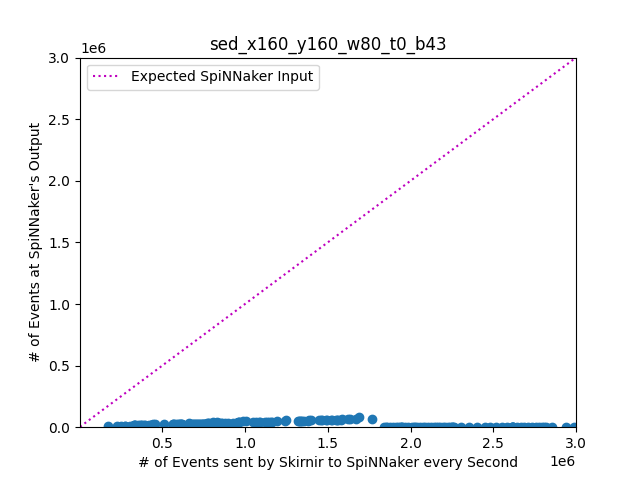 sed_x160_y160_w80_t0_b43
1e6
Expected SpiNNaker Input
3.0
2.5
2.0
1.5
1.0
0.5
0.0
# of Events at SpiNNaker's Output
0.5 1.0 1.5 2.0 2.5 3.0
# of Events sent by Skirnir to SpiNNaker every Second
1e6